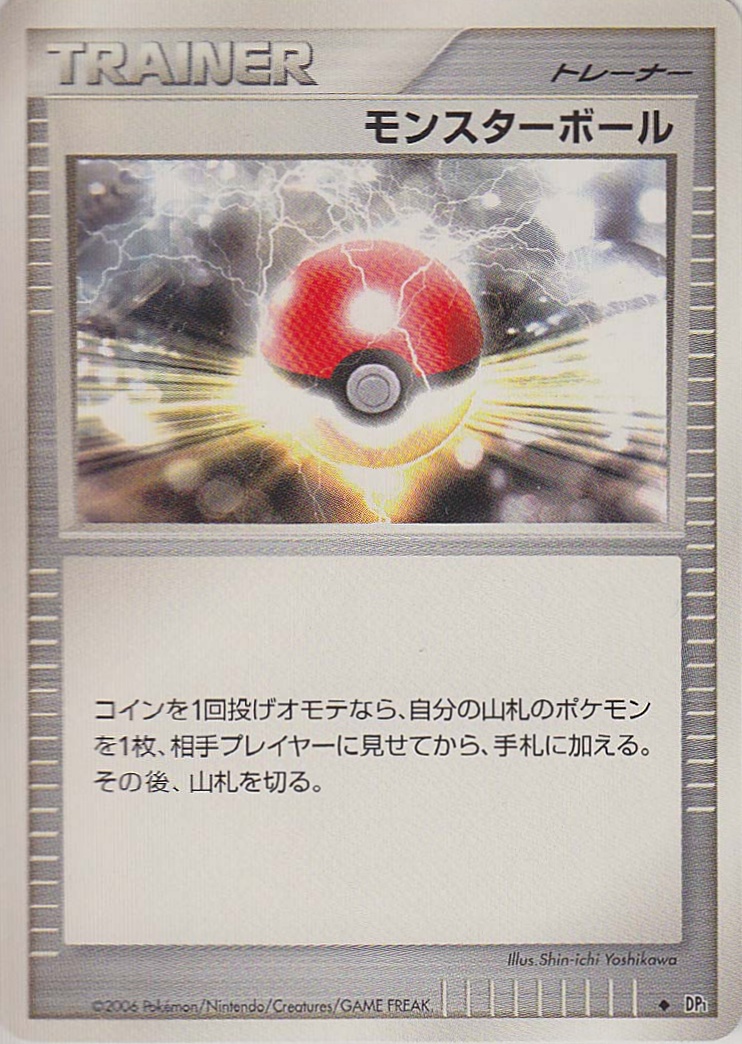 TRAINER
トレーナー
モンスターボール
コインを1回投げオモテなら、自分の山札のポケモン
を1枚、相手プレイヤーに見せてから、手札に加える。
その後、山札を切る。
Illus.Shin-ichi Yoshikawa
©2006 Pokémon/Nintendo/Creatures/GAME FREAK.
◆ DPi